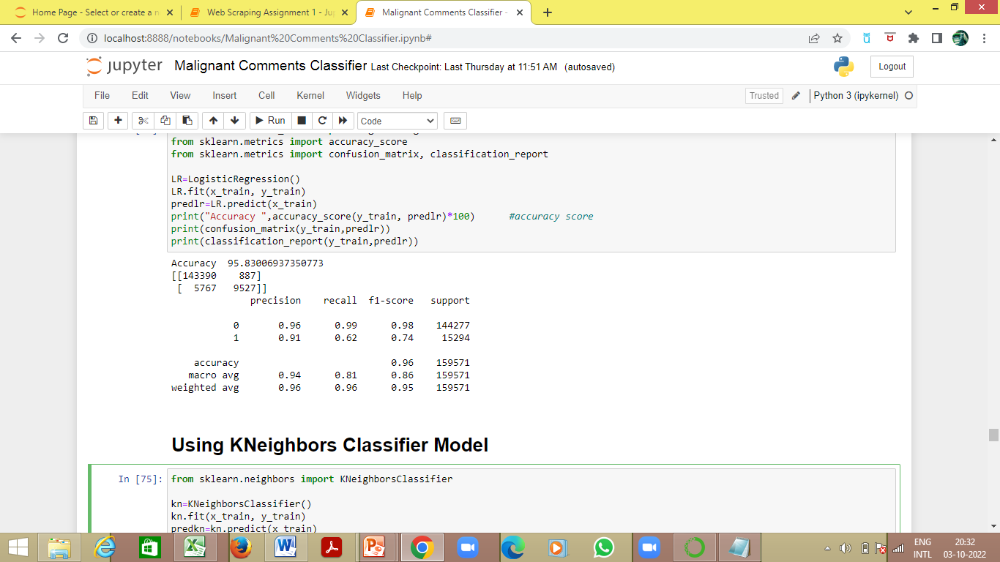 Home Page - Select or create a n
Web Scraping Assignment 1 - Ju
Malignant Comments Classifier -
localhost:8888/notebooks/Malignant%20Comments%20Classifier.ipynb#
jupyter Malignant Comments Classifier Last Checkpoint: Last Thursday at 11:51 AM (autosaved)
Logout
File Edit View Insert Cell Kernel Widgets Help
Trusted
Python 3 (ipykernel)
Run
Code
from sklearn.metrics import accuracy_score
from sklearn.metrics import confusion_matrix, classification_report
LR=LogisticRegression()
LR.fit(x_train, y_train)
predlr=LR.predict(x_train)
print("Accuracy ",accuracy_score(y_train, predlr)*100) #accuracy score
print(confusion_matrix(y_train,predlr))
print(classification_report(y_train,predlr))
Accuracy 95.83006937350773
[[143390 887]
[ 5767 9527]]
precision recall f1-score support
0 0.96 0.99 0.98 144277
1 0.91 0.62 0.74 15294
accuracy 0.96 159571
macro avg 0.94 0.81 0.86 159571
weighted avg 0.96 0.96 0.95 159571
Using KNeighbors Classifier Model
In [75]: from sklearn.neighbors import KNeighborsClassifier
kn=KNeighborsClassifier()
kn.fit(x_train, y_train)
predkn=kn.predict(x_train)
ENG
INTL
20:32
03-10-2022